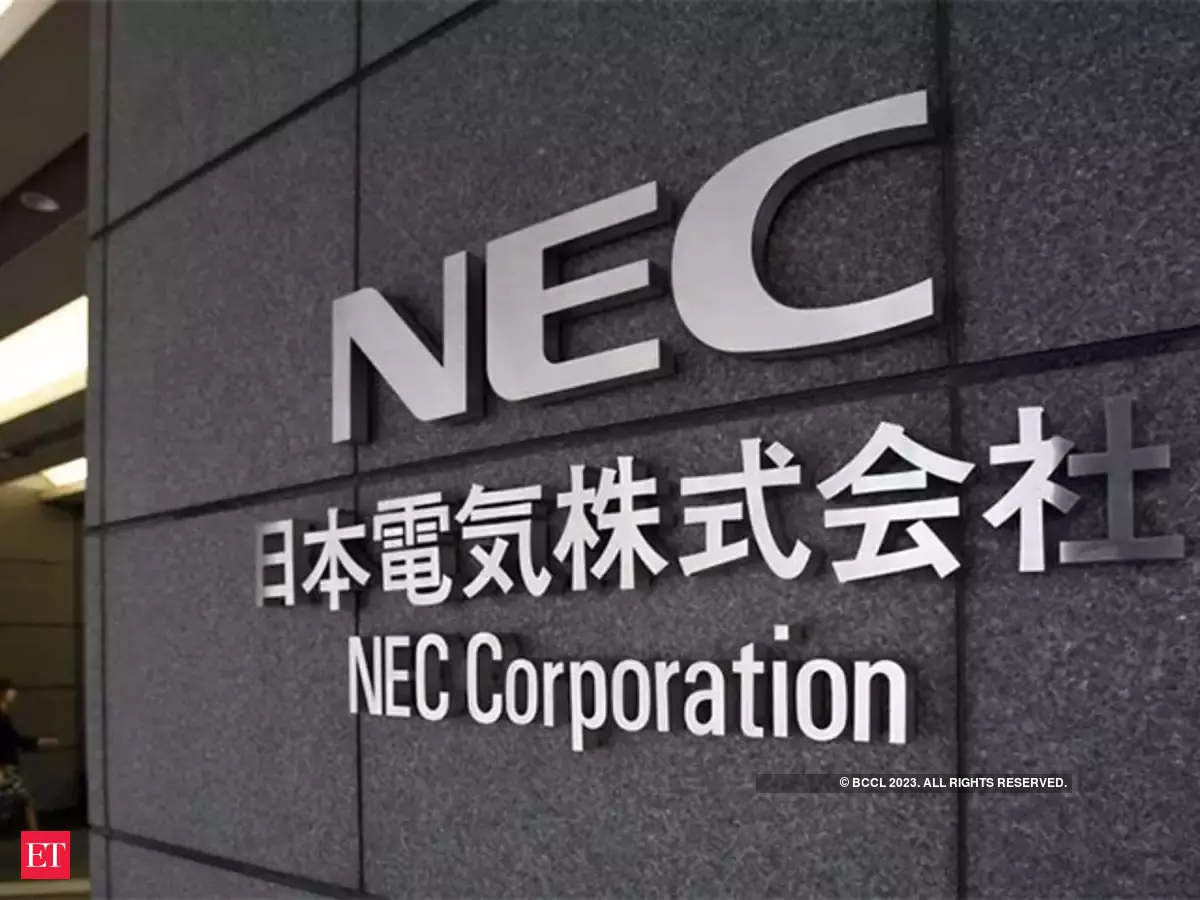 NEC
日本電気株式会社
NEC Corporation
© BCCL 2023. ALL RIGHTS RESERVED.
ET